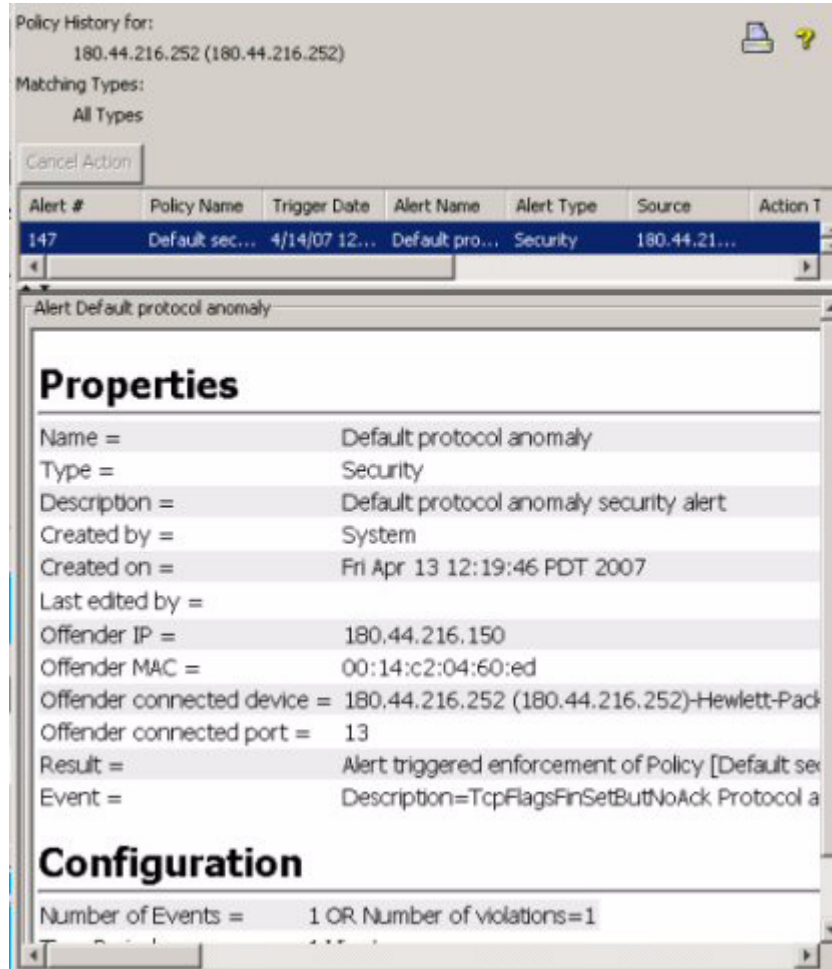 Policy History for:
180.44.216.252 (180.44.216.252)
Matching Types:
All Types
Cancel Action
Alert # Policy Name Trigger Date Alert Name Alert Type Source Action T
147 Default sec... 4/14/07 12... Default pro... Security 180.44.21...
Alert Default protocol anomaly
Properties
Name = Default protocol anomaly
Type = Security
Description = Default protocol anomaly security alert
Created by = System
Created on = Fri Apr 13 12:19:46 PDT 2007
Last edited by =
Offender IP = 180.44.216.150
Offender MAC = 00:14:c2:04:60:ed
Offender connected device = 180.44.216.252 (180.44.216.252)-Hewlett-Pack
Offender connected port = 13
Result = Alert triggered enforcement of Policy [Default sec
Event = Description=TcpFlagsFinSetButNoAck Protocol a
Configuration
Number of Events = 1 OR Number of violations=1